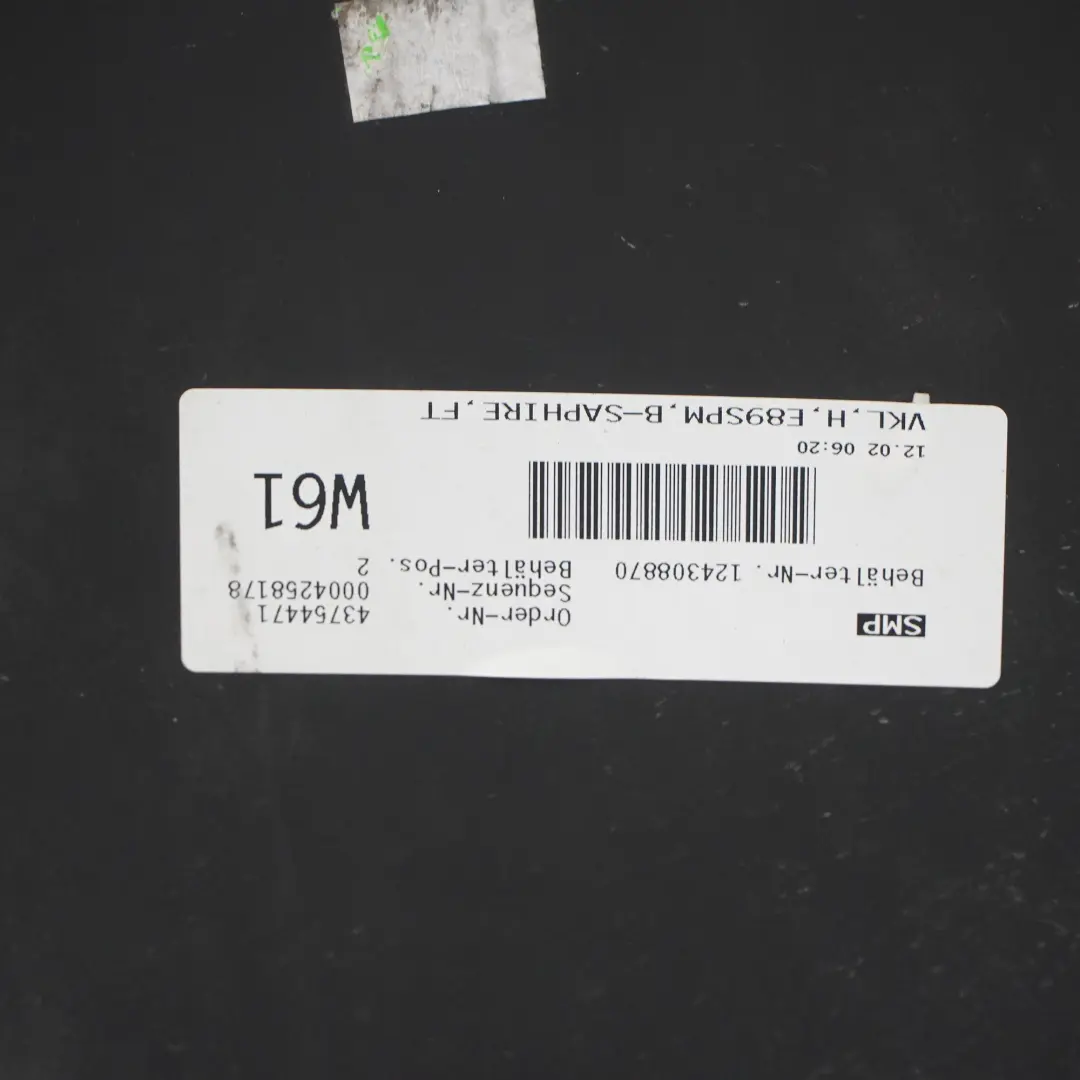 SMP Order-Nr. 43754471
Sequenz-Nr. 0004258178
Behälter-Nr. 124308870 Behälter-Pos. 2
W61
12.02 06:20
VKL,H,E89SPM,B-SAPHIRE,FT